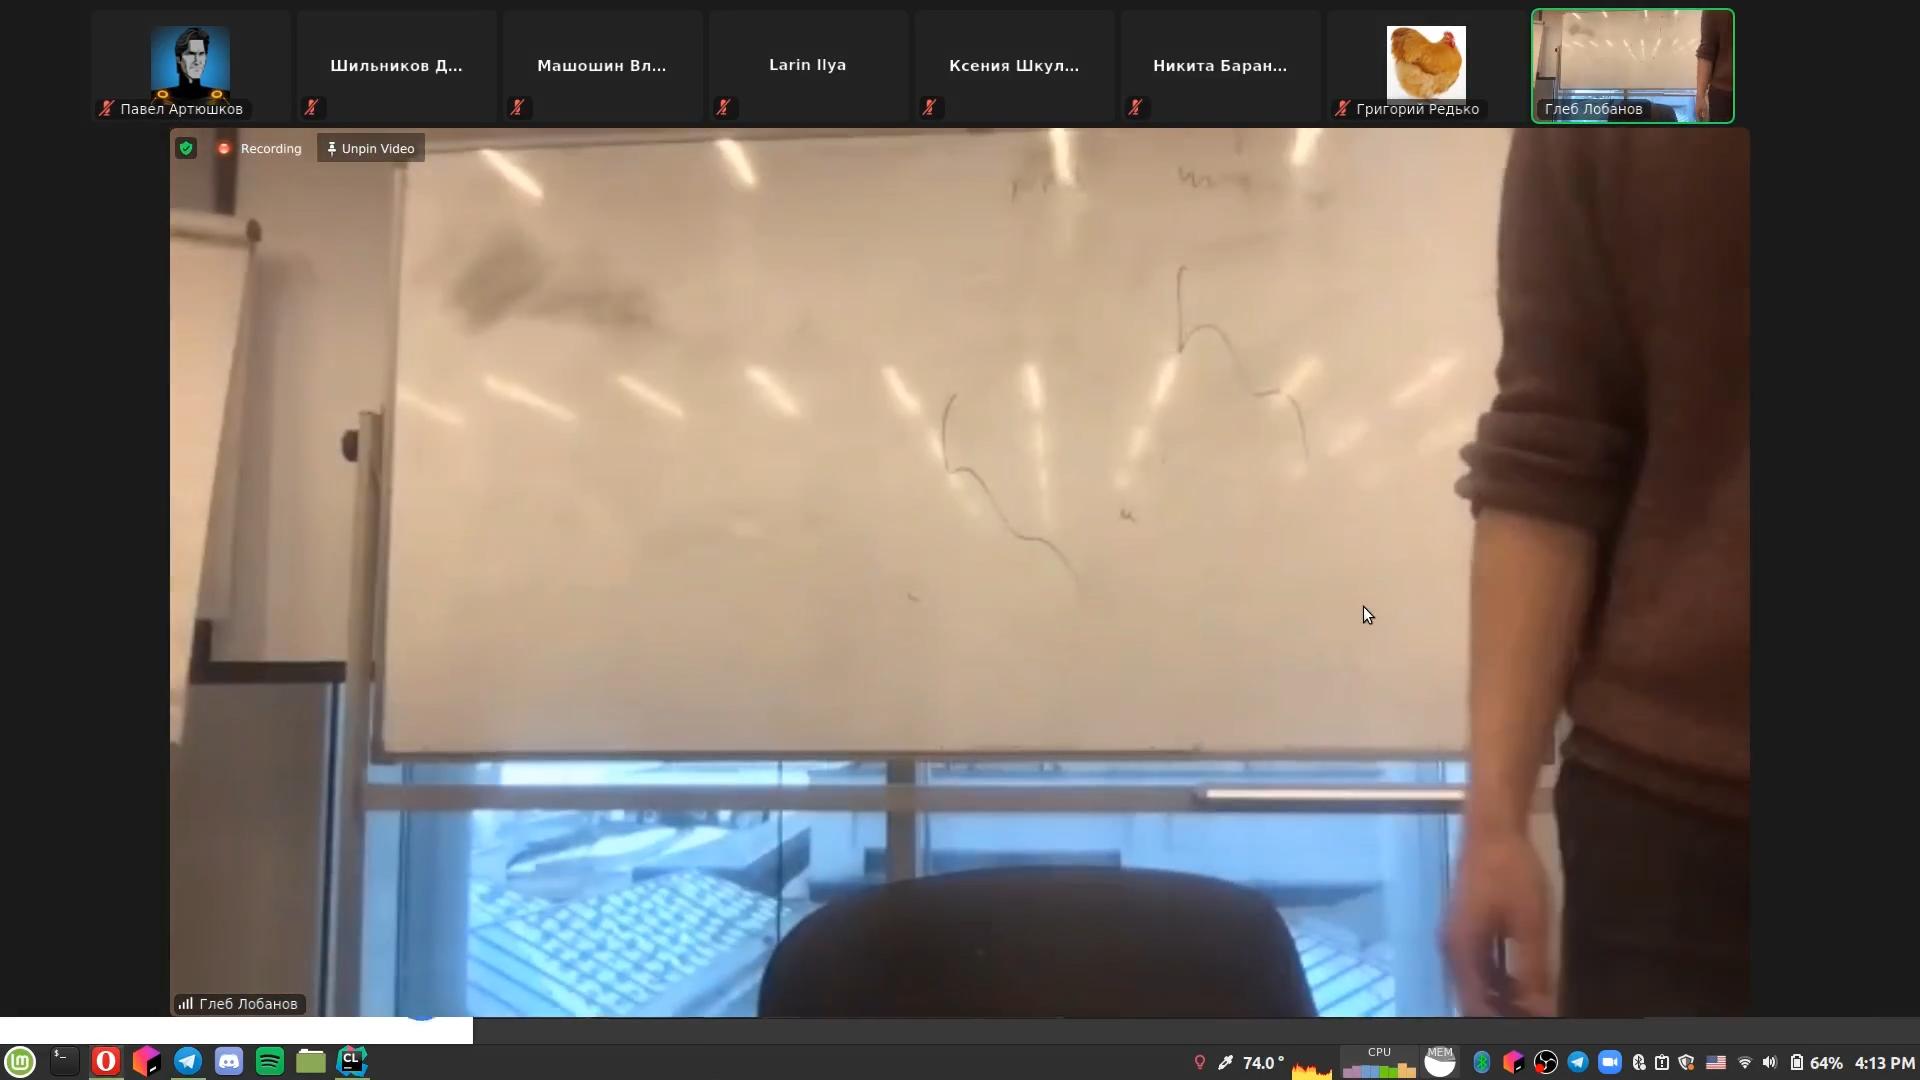 Шильников Д...
Машошин Вл...
Larin Ilya
Ксения Шкул...
Никита Баран...
Павел Артюшков
Григорий Редько
Глеб Лобанов
Recording
Unpin Video
Глеб Лобанов
CL
74.0°
CPU
MEM
64%
4:13 PM